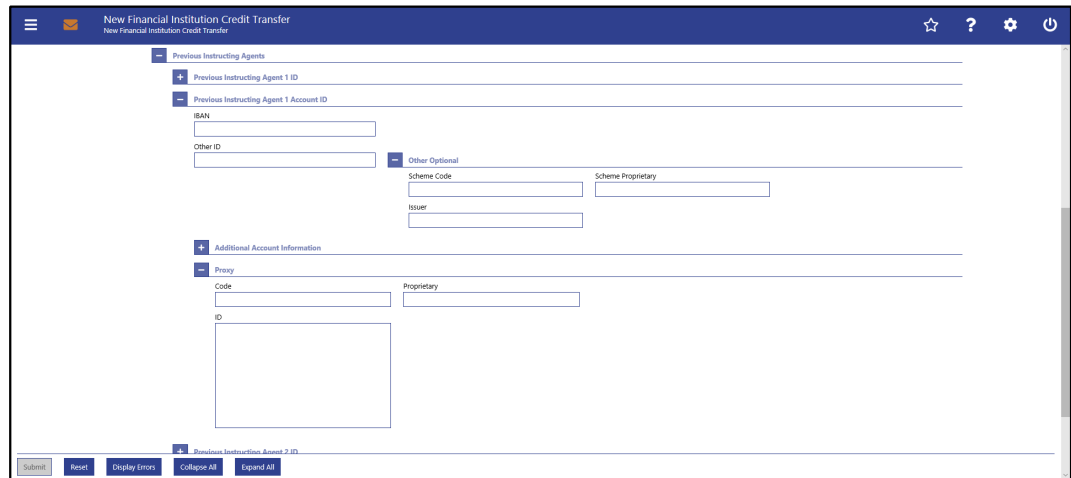 New Financial Institution Credit Transfer
New Financial Institution Credit Transfer
?
Previous Instructing Agents
Previous Instructing Agent 1 ID
Previous Instructing Agent 1 Account ID
IBAN
Other ID
Other Optional
Scheme Code Scheme Proprietary
Issuer
Additional Account Information
Proxy
Code Proprietary
ID
Previous Instructing Agent 2 ID
Submit Reset Display Errors Collapse All Expand All